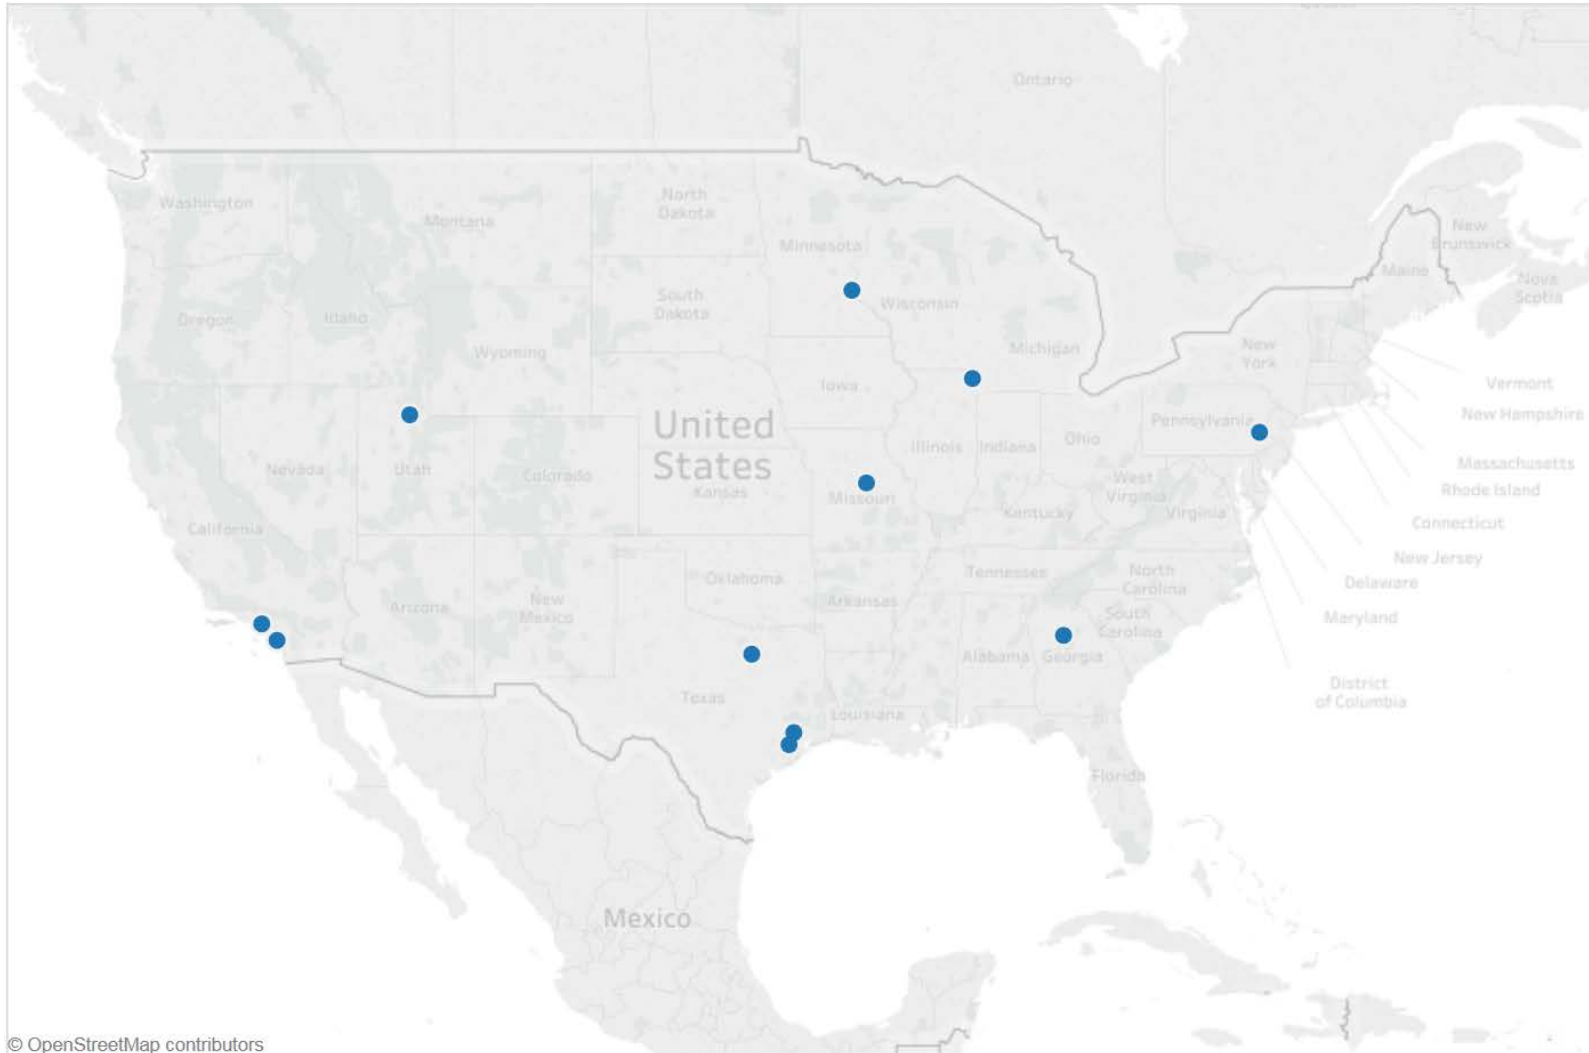 Ontario
Washington
Montana
North
Dakota
Minnesota
New
Brunswick
Maine
Nova
Scotia
Oregon
Idaho
South
Dakota
Wisconsin
Wyoming
Michigan
New
York
Vermont
Iowa
New Hampshire
United
States
Pennsylvania
Nevada
Utah
Colorado
Illinois
Indiana
Ohio
Massachusetts
Kansas
Missouri
West
Virginia
Rhode Island
California
Kentucky
Virginia
Connecticut
New Jersey
Oklahoma
Tennessee
North
Carolina
Delaware
Arizona
New
Mexico
Arkansas
South
Carolina
Maryland
Alabama
Georgia
Texas
Louisiana
District
of Columbia
Florida
Mexico
© OpenStreetMap contributors